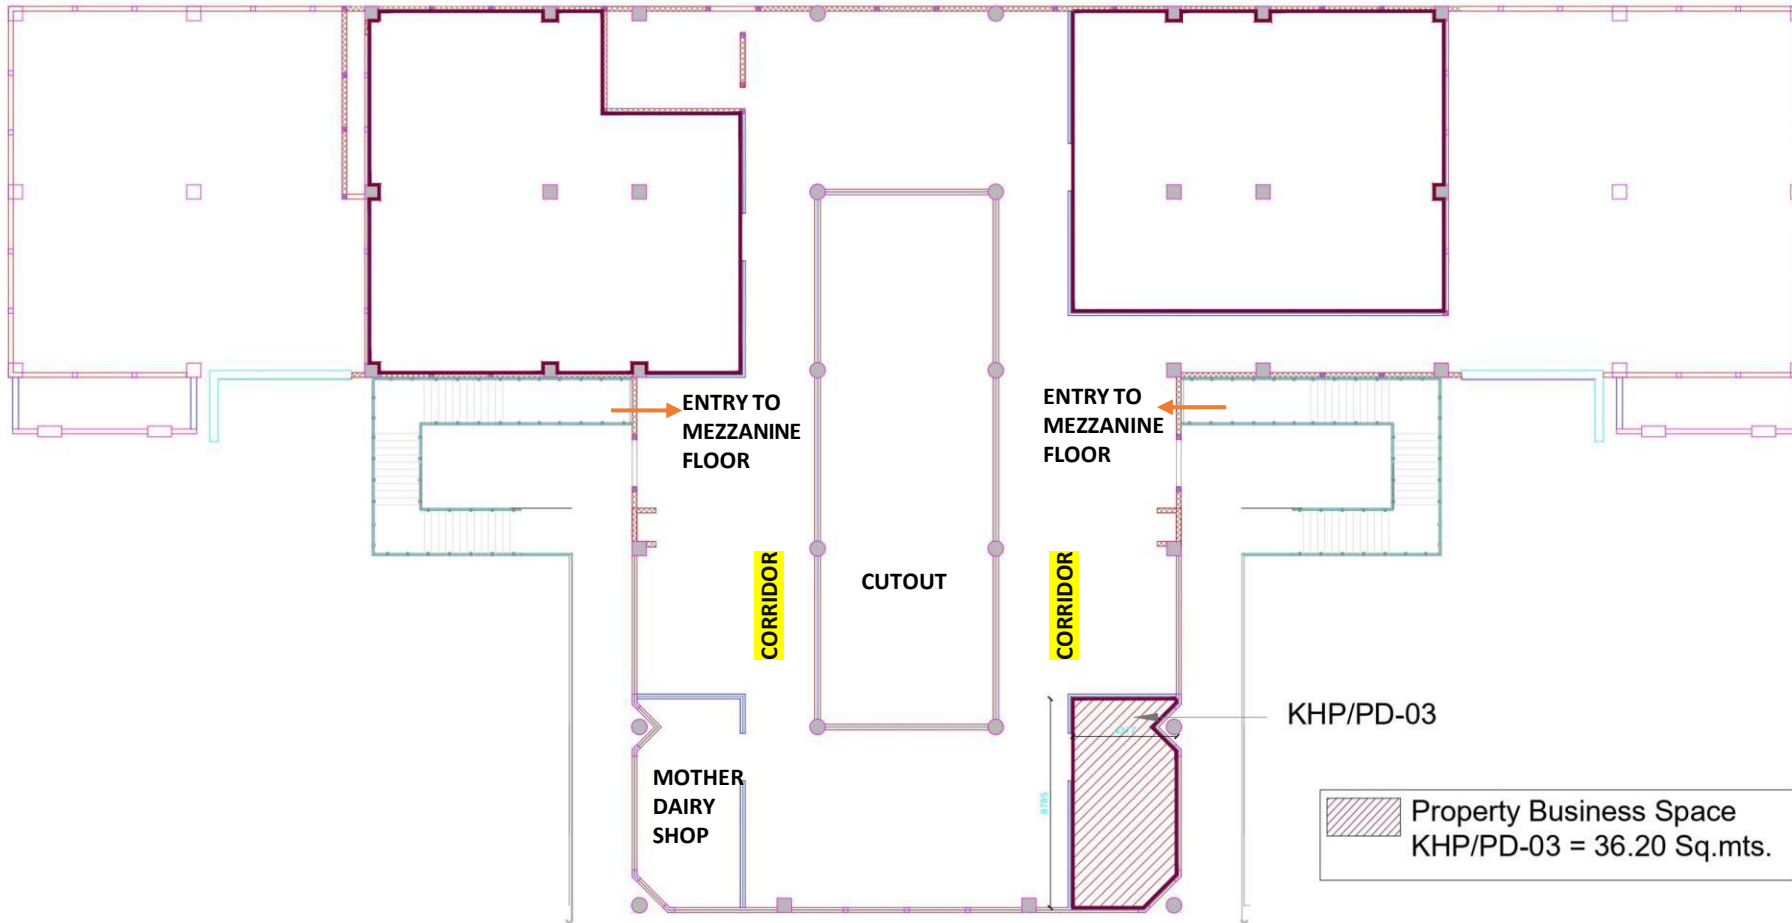 ENTRY TO
MEZZANINE
FLOOR
ENTRY TO
MEZZANINE
FLOOR
CORRIDOR
CUTOUT
CORRIDOR
KHP/PD-03
MOTHER
DAIRY
SHOP
8785
Property Business Space
KHP/PD-03 = 36.20 Sq.mts.